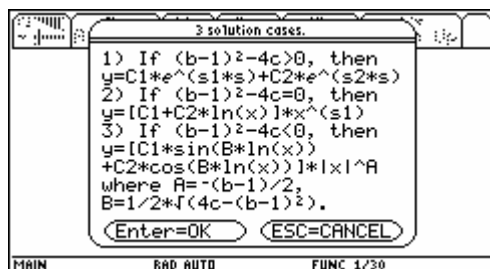 3 solution cases.
1) If (b-1)²-4c>0, then
y=C1*e^(s1*s)+C2*e^(s2*s)
2) If (b-1)²-4c=0, then
y=[C1+C2*ln(x)]*x^(s1)
3) If (b-1)²-4c<0, then
y=[C1*sin(B*ln(x))
+C2*cos(B*ln(x))]*|x|^A
where A=⁻(b-1)/2,
B=1/2*√(4c-(b-1)²).
Enter=OK ESC=CANCEL
MAIN RAD AUTO FUNC 1/30